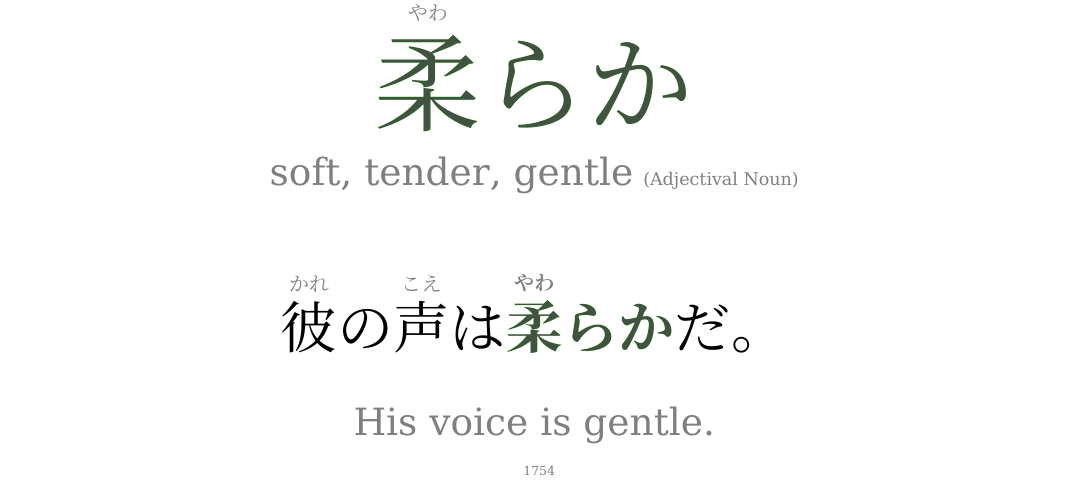 やわ
柔らか
soft, tender, gentle (Adjectival Noun)
かれ こえ やわ
彼の声は柔らかだ。
His voice is gentle.
1754